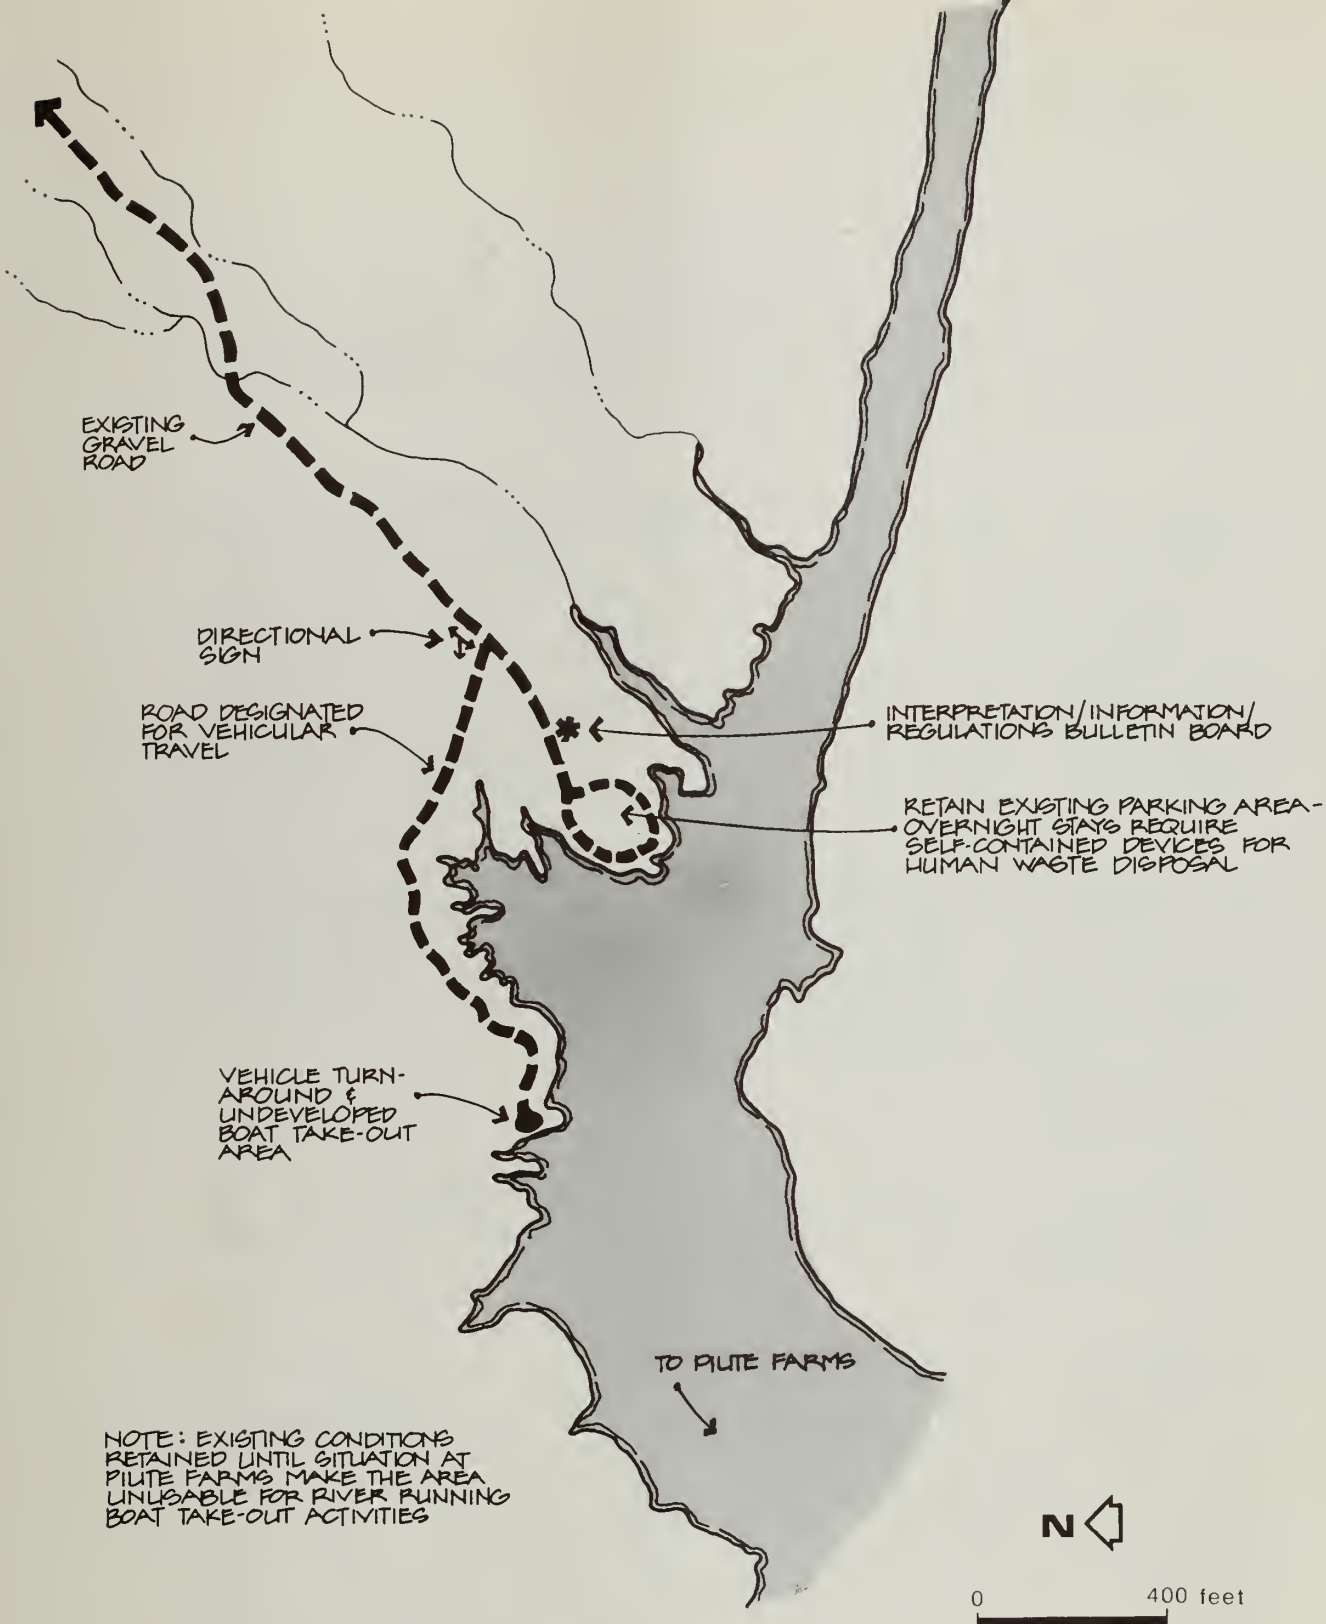 EXISTING
GRAVEL
ROAD
DIRECTIONAL
SIGN
ROAD DESIGNATED
FOR VEHICULAR
TRAVEL
INTERPRETATION/INFORMATION/
REGULATIONS BULLETIN BOARD
RETAIN EXISTING PARKING AREA-
OVERNIGHT STAYS REQUIRE
SELF-CONTAINED DEVICES FOR
HUMAN WASTE DISPOSAL
VEHICLE TURN-
AROUND &
UNDEVELOPED
BOAT TAKE-OUT
AREA
TO PIUTE FARMS
NOTE: EXISTING CONDITIONS
RETAINED UNTIL SITUATION AT
PIUTE FARMS MAKE THE AREA
UNUSABLE FOR RIVER RUNNING
BOAT TAKE-OUT ACTIVITIES
N
0 400 feet